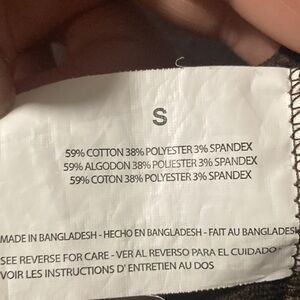 S
59% COTTON 38% POLYESTER 3% SPANDEX
59% ALGODON 38% POLIESTER 3% SPANDEX
59% COTON 38% POLYESTER 3% SPANDEX
MADE IN BANGLADESH - HECHO EN BANGLADESH - FAIT AU BANGLADESH
SEE REVERSE FOR CARE - VER AL REVERSO PARA EL CUIDADO
VOIR LES INSTRUCTIONS D' ENTRETIEN AU DOS